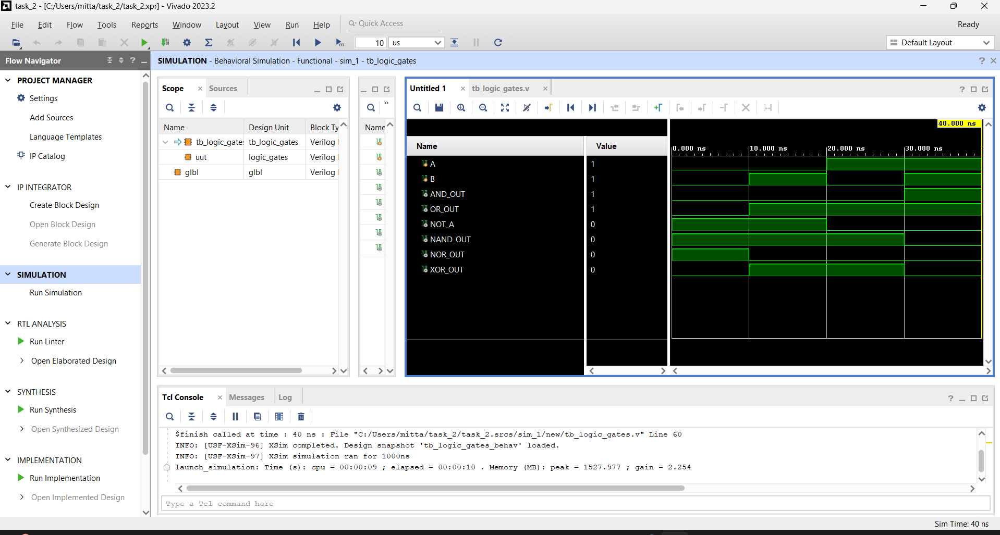 task_2 - [C:/Users/mitta/task_2/task_2.xpr] - Vivado 2023.2
File Edit Flow Tools Reports Window Layout View Run Help Quick Access Ready
10 us Default Layout
Flow Navigator
PROJECT MANAGER
Settings
Add Sources
Language Templates
IP Catalog
IP INTEGRATOR
Create Block Design
Open Block Design
Generate Block Design
SIMULATION
Run Simulation
RTL ANALYSIS
Run Linter
Open Elaborated Design
SYNTHESIS
Run Synthesis
Open Synthesized Design
IMPLEMENTATION
Run Implementation
Open Implemented Design
SIMULATION - Behavioral Simulation - Functional - sim_1 - tb_logic_gates
Scope Sources
Name Design Unit Block Ty
tb_logic_gates tb_logic_gates Verilog
uut logic_gates Verilog
glbl glbl Verilog
Name
Untitled 1 tb_logic_gates.v
40.000 ns
Name Value
0.000 ns 10.000 ns 20.000 ns 30.000 ns
A 1
B 1
AND_OUT 1
OR_OUT 1
NOT_A 0
NAND_OUT 0
NOR_OUT 0
XOR_OUT 0
Tcl Console Messages Log
$finish called at time : 40 ns : File "C:/Users/mitta/task_2/task_2.srcs/sim_1/new/tb_logic_gates.v" Line 60
INFO: [USF-XSim-96] XSim completed. Design snapshot 'tb_logic_gates_behav' loaded.
INFO: [USF-XSim-97] XSim simulation ran for 1000ns
launch_simulation: Time (s): cpu = 00:00:09 ; elapsed = 00:00:10 . Memory (MB): peak = 1527.977 ; gain = 2.254
Type a Tcl command here
Sim Time: 40 ns